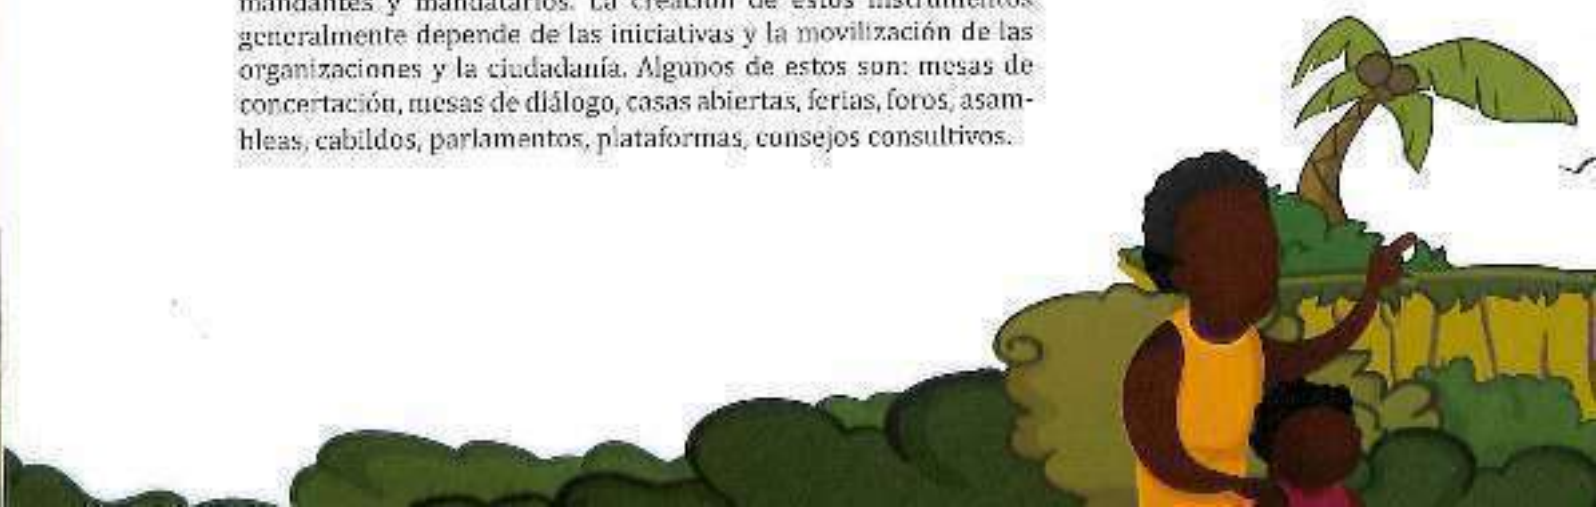 mandantes y mandatarios. La creación de estos instrumentos
generalmente depende de las iniciativas y la movilización de las
organizaciones y la ciudadanía. Algunos de estos son: mesas de
concertación, mesas de diálogo, casas abiertas, ferias, foros, asam-
bleas, cabildos, parlamentos, plataformas, consejos consultivos.